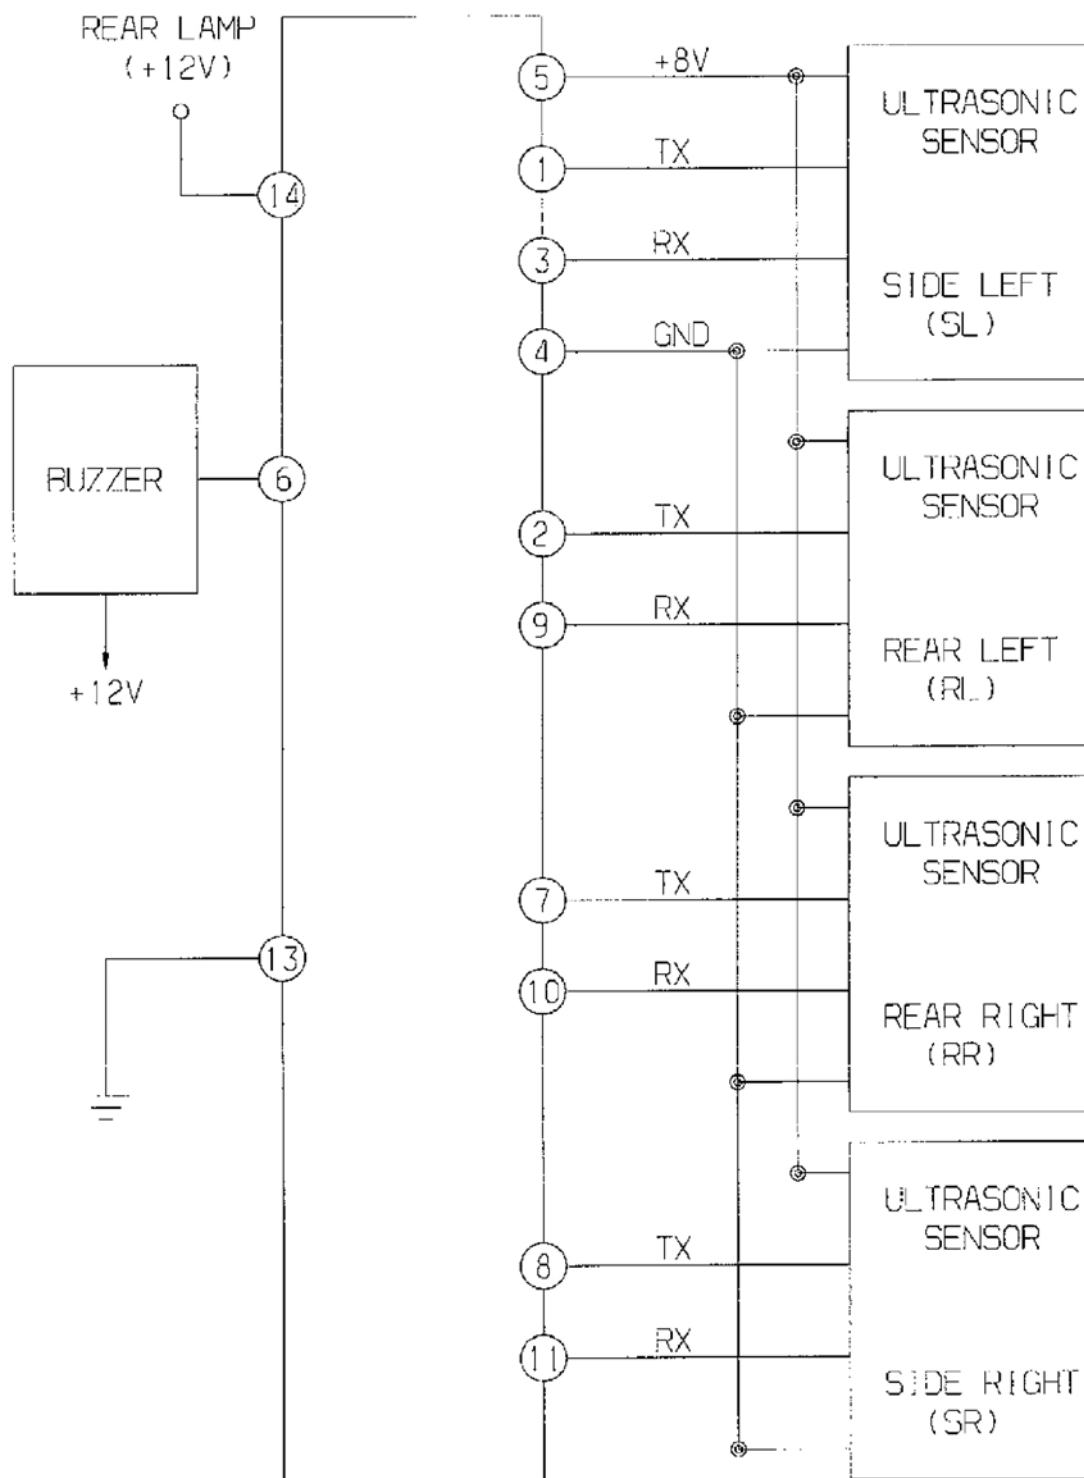 REAR LAMP
(+12V)
14
BUZZER
6
+12V
13
5
+8V
1
TX
3
RX
4
GND
ULTRASONIC
SENSOR
SIDE LEFT
(SL)
2
TX
9
RX
ULTRASONIC
SENSOR
REAR LEFT
(RL)
7
TX
10
RX
ULTRASONIC
SENSOR
REAR RIGHT
(RR)
8
TX
11
RX
ULTRASONIC
SENSOR
SIDE RIGHT
(SR)